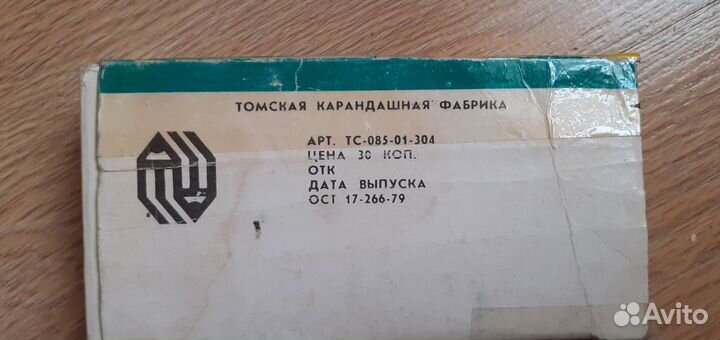 ТОМСКАЯ КАРАНДАШНАЯ ФАБРИКА
АРТ. ТС-085-01-304
ЦЕНА 30 КОП.
ОТК
ДАТА ВЫПУСКА
ОСТ 17-266-79
Avito